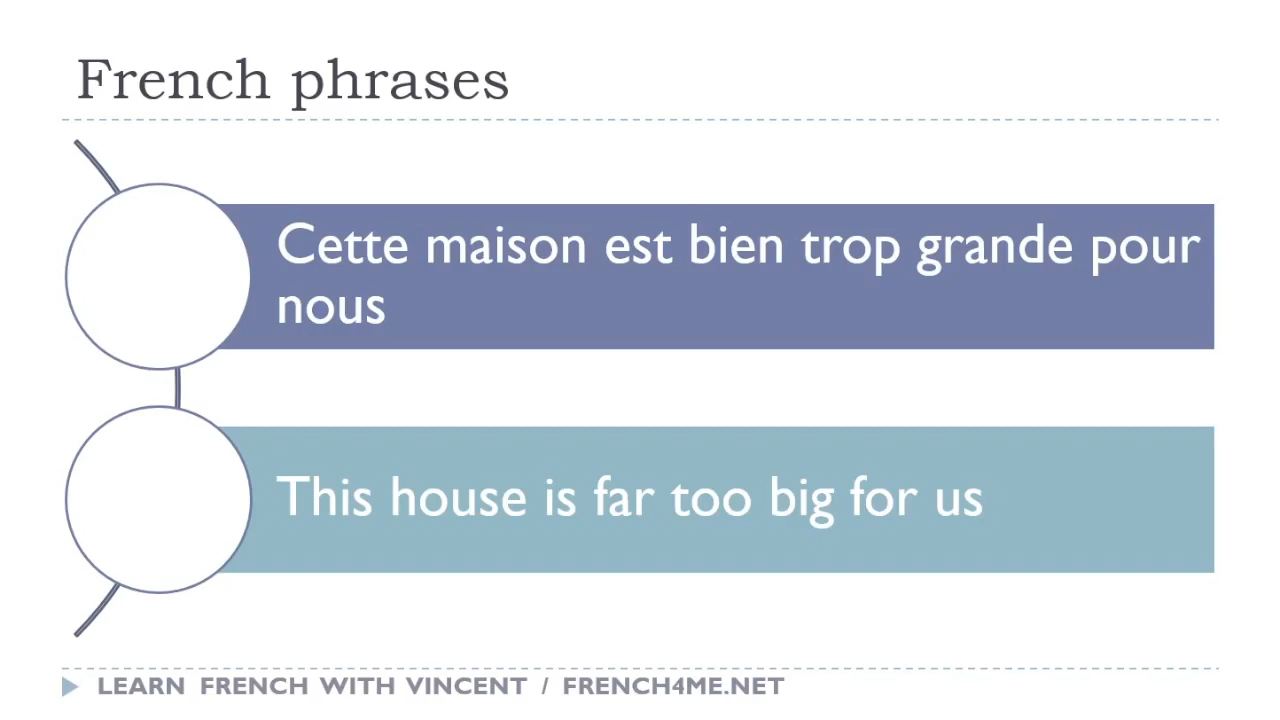 French phrases
Cette maison est bien trop grande pour
nous
This house is far too big for us
LEARN FRENCH WITH VINCENT / FRENCH4ME.NET